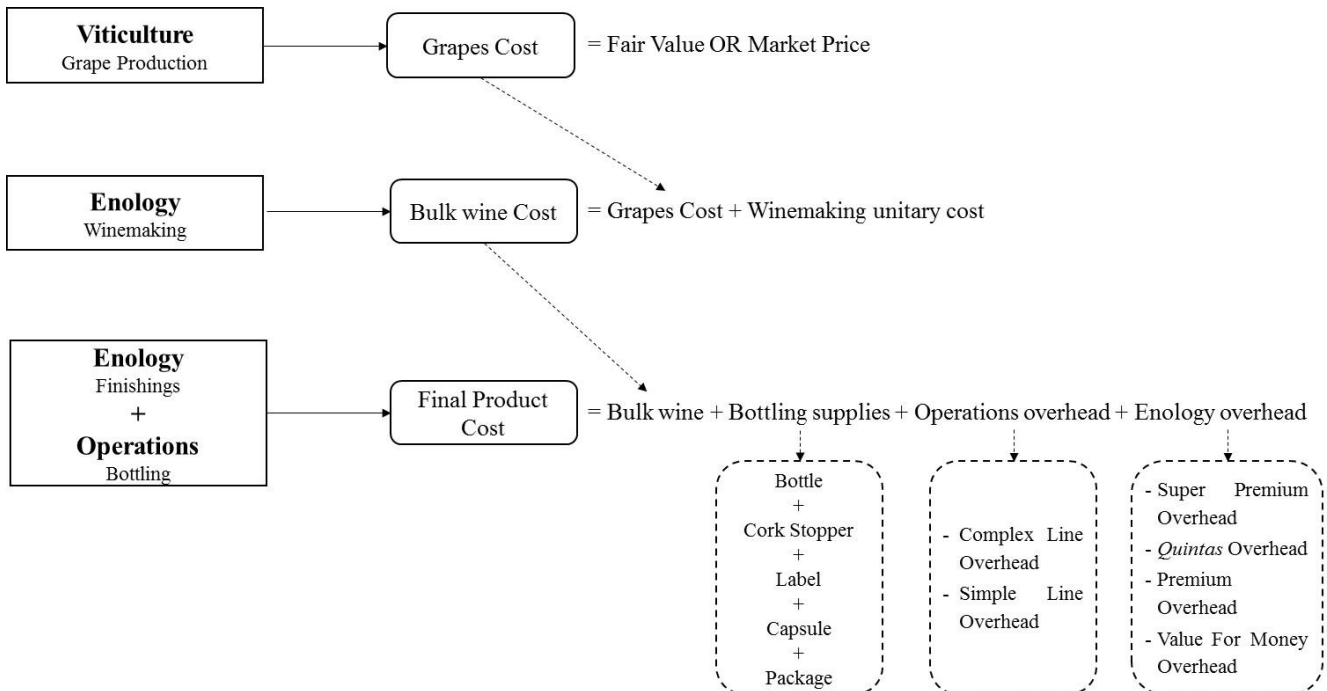 Viticulture
Grape Production
Grapes Cost
= Fair Value OR Market Price
Enology
Winemaking
Bulk wine Cost
= Grapes Cost + Winemaking unitary cost
Enology
Finishings
+
Operations
Bottling
Final Product
Cost
= Bulk wine + Bottling supplies + Operations overhead + Enology overhead
Bottle
+
Cork Stopper
+
Label
+
Capsule
+
Package
- Complex Line
Overhead
- Simple Line
Overhead
- Super Premium
Overhead
- Quintas Overhead
- Premium
Overhead
- Value For Money
Overhead